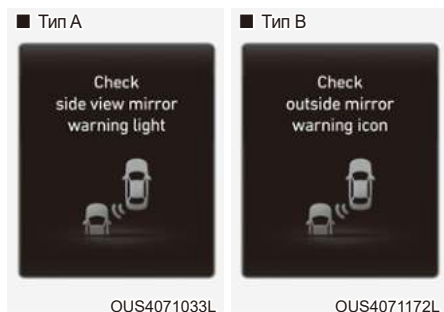 ■ Тип A
Check
side view mirror
warning light
OUS4071033L
■ Тип B
Check
outside mirror
warning icon
OUS4071172L